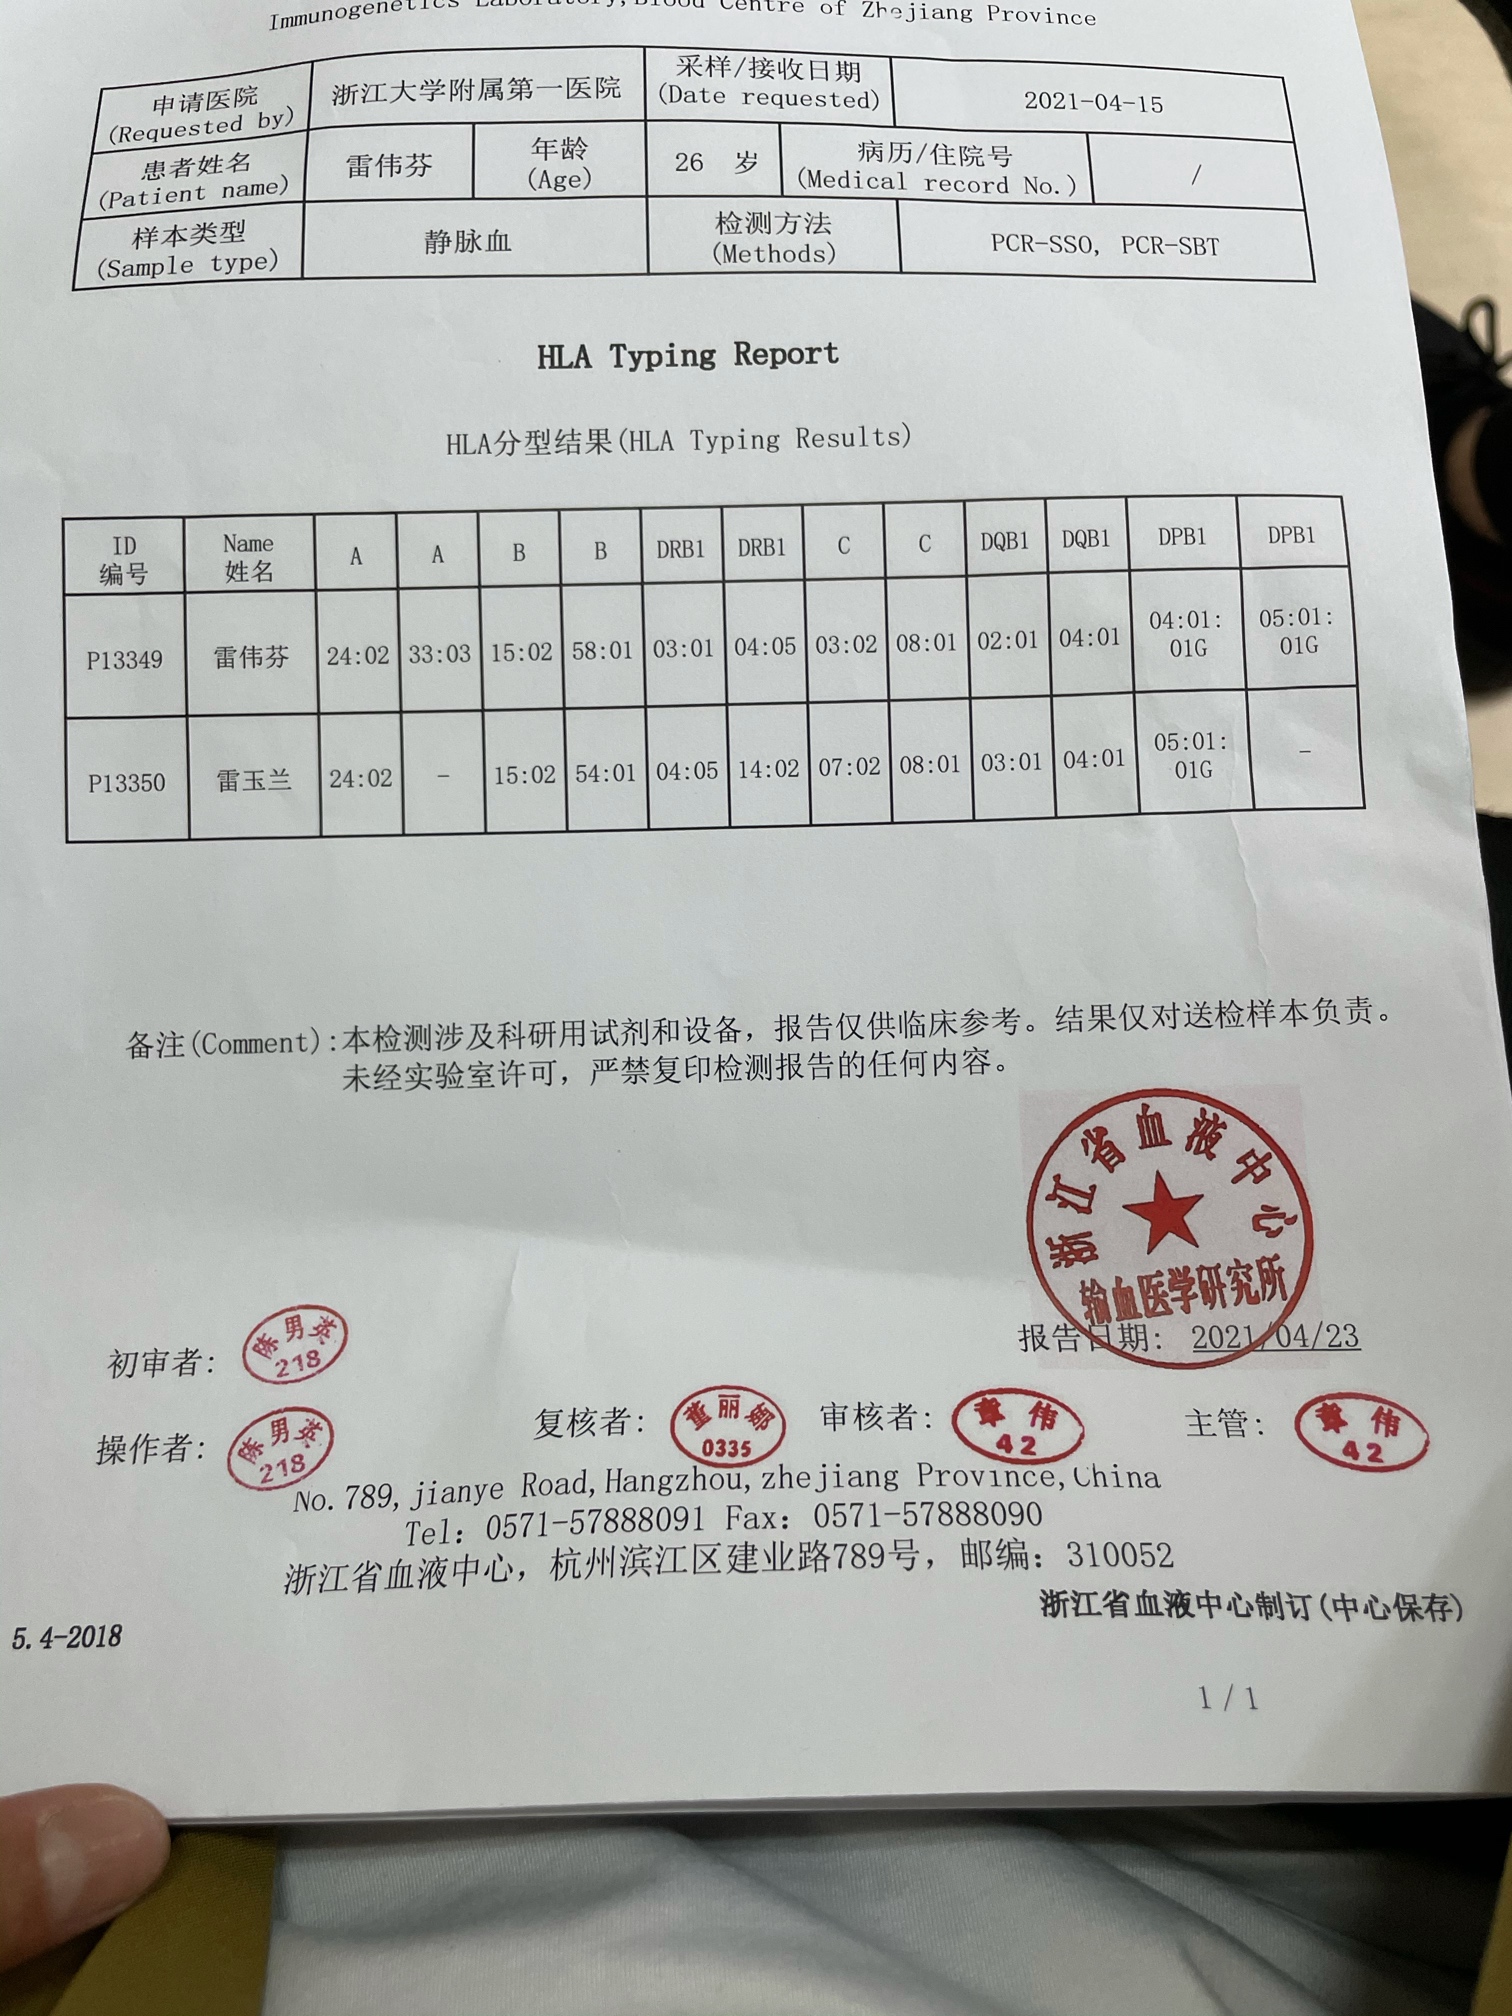 Immunogenetics Laboratory, Blood Centre of Zhejiang Province
申请医院 (Requested by) 浙江大学附属第一医院 采样/接收日期 (Date requested) 2021-04-15
患者姓名 (Patient name) 雷伟芬 年龄 (Age) 26 岁 病历/住院号 (Medical record No.) /
样本类型 (Sample type) 静脉血 检测方法 (Methods) PCR-SSO, PCR-SBT
HLA Typing Report
HLA分型结果(HLA Typing Results)
ID 编号 Name 姓名 A A B B DRB1 DRB1 C C DQB1 DQB1 DPB1 DPB1
P13349 雷伟芬 24:02 33:03 15:02 58:01 03:01 04:05 03:02 08:01 02:01 04:01 04:01:01G 05:01:01G
P13350 雷玉兰 24:02 - 15:02 54:01 04:05 14:02 07:02 08:01 03:01 04:01 05:01:01G -
备注(Comment):本检测涉及科研用试剂和设备，报告仅供临床参考。结果仅对送检样本负责。
未经实验室许可，严禁复印检测报告的任何内容。
浙江省血液中心
输血医学研究所
报告日期: 2021/04/23
初审者: 陈男英 218
操作者: 陈男英 218 复核者: 董丽娜 0335 审核者: 章伟 42 主管: 章伟 42
No.789,jianye Road,Hangzhou,zhejiang Province,China
Tel: 0571-57888091 Fax: 0571-57888090
浙江省血液中心，杭州滨江区建业路789号，邮编：310052
浙江省血液中心制订(中心保存)
5.4-2018
1 / 1